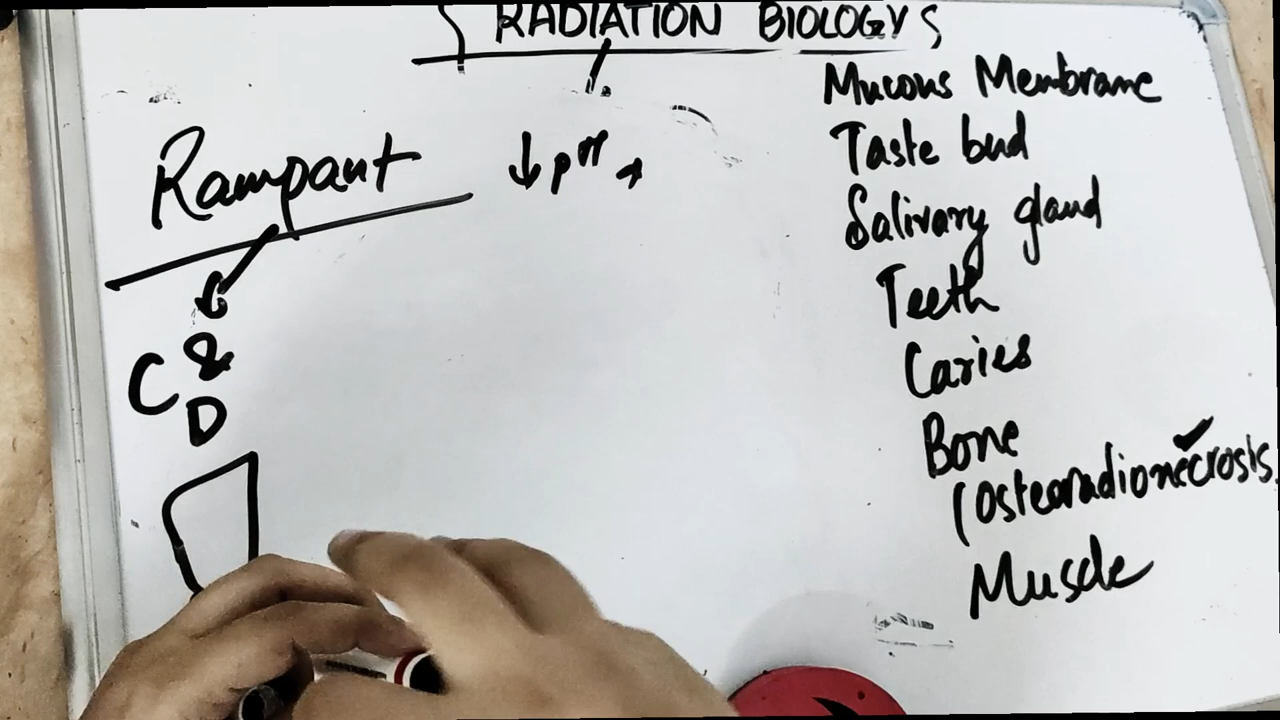 RADIATION BIOLOGY
Rampant
↓ pH
C &
D
Mucous Membrane
Taste bud
Salivary gland
Teeth
Caries
Bone
(Osteoradionecrosis
Muscle